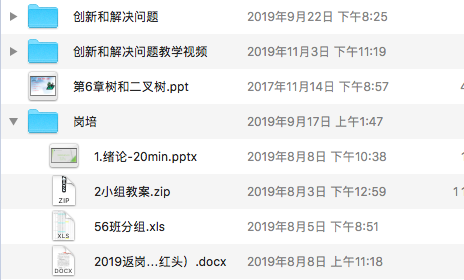 创新和解决问题 2019年9月22日 下午8:25
创新和解决问题教学视频 2019年11月3日 下午11:19
第6章树和二叉树.ppt 2017年11月14日 下午8:57 4
岗培 2019年9月17日 上午1:47
1.绪论-20min.pptx 2019年8月8日 下午10:38
ZIP 2小组教案.zip 2019年8月3日 下午12:59 11
XLS 56班分组.xls 2019年8月5日 下午8:51
DOCX 2019返岗...红头）.docx 2019年8月8日 上午11:18